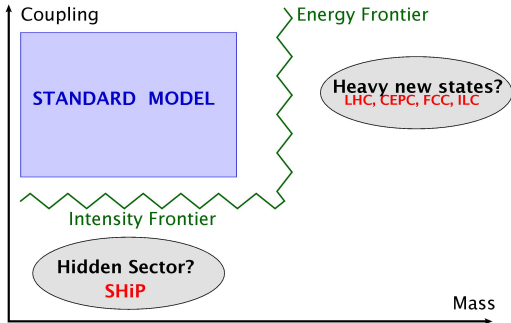 Coupling
Energy Frontier
Heavy new states?
LHC, CEPC, FCC, ILC
STANDARD MODEL
Intensity Frontier
Hidden Sector?
SHiP
Mass